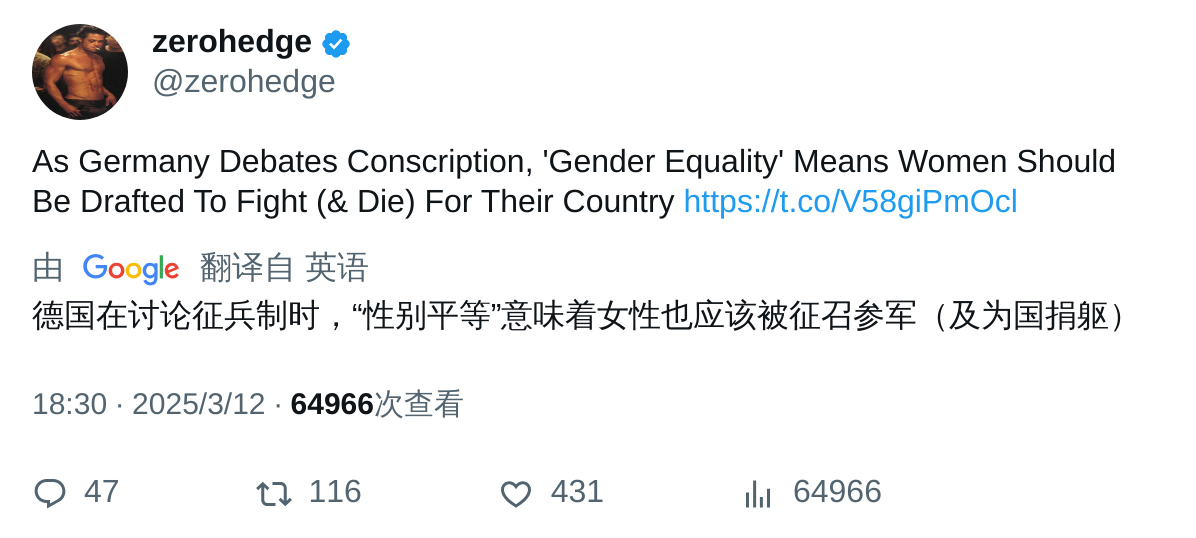 zerohedge
@zerohedge
As Germany Debates Conscription, 'Gender Equality' Means Women Should
Be Drafted To Fight (& Die) For Their Country https://t.co/V58giPmOcl
由 Google 翻译自 英语
德国在讨论征兵制时，“性别平等”意味着女性也应该被征召参军（及为国捐躯）
18:30 · 2025/3/12 · 64966次查看
47 116 431 64966